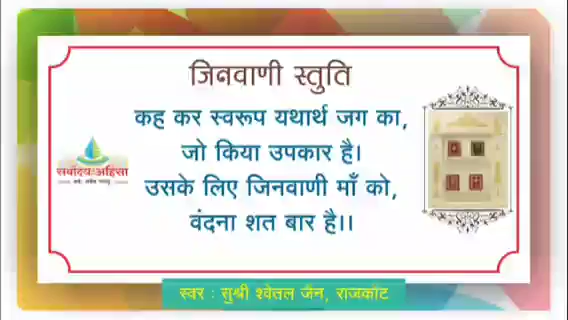 जिनवाणी स्तुति
कह कर स्वरूप यथार्थ जग का,
जो किया उपकार है।
उसके लिए जिनवाणी माँ को,
वंदना शत बार है।।
सर्वोदय अहिंसा
स्वर : सुश्री श्वेतल जैन, राजकोट